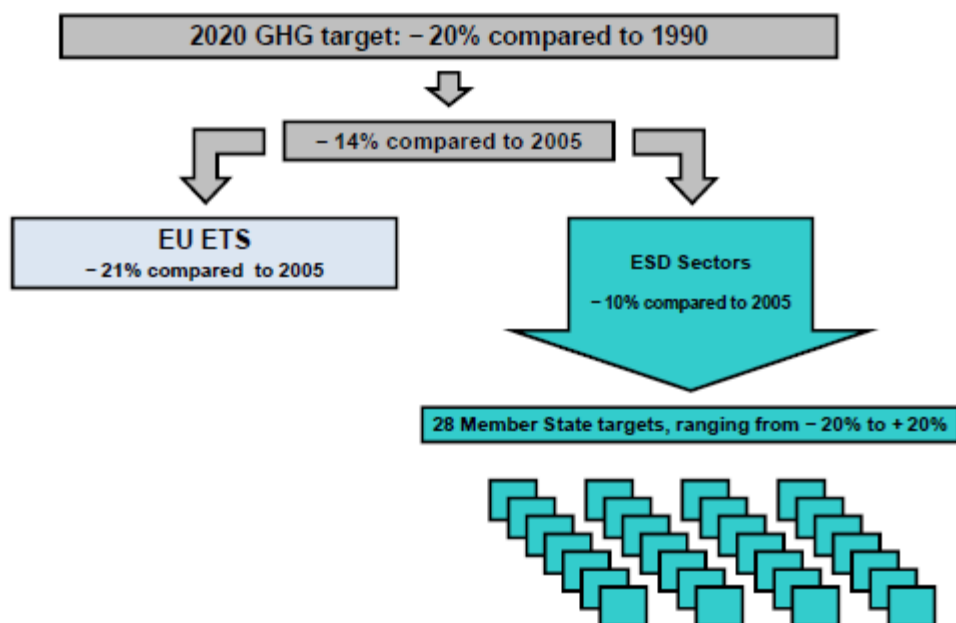 2020 GHG target: − 20% compared to 1990
− 14% compared to 2005
EU ETS
− 21% compared to 2005
ESD Sectors
− 10% compared to 2005
28 Member State targets, ranging from − 20% to + 20%